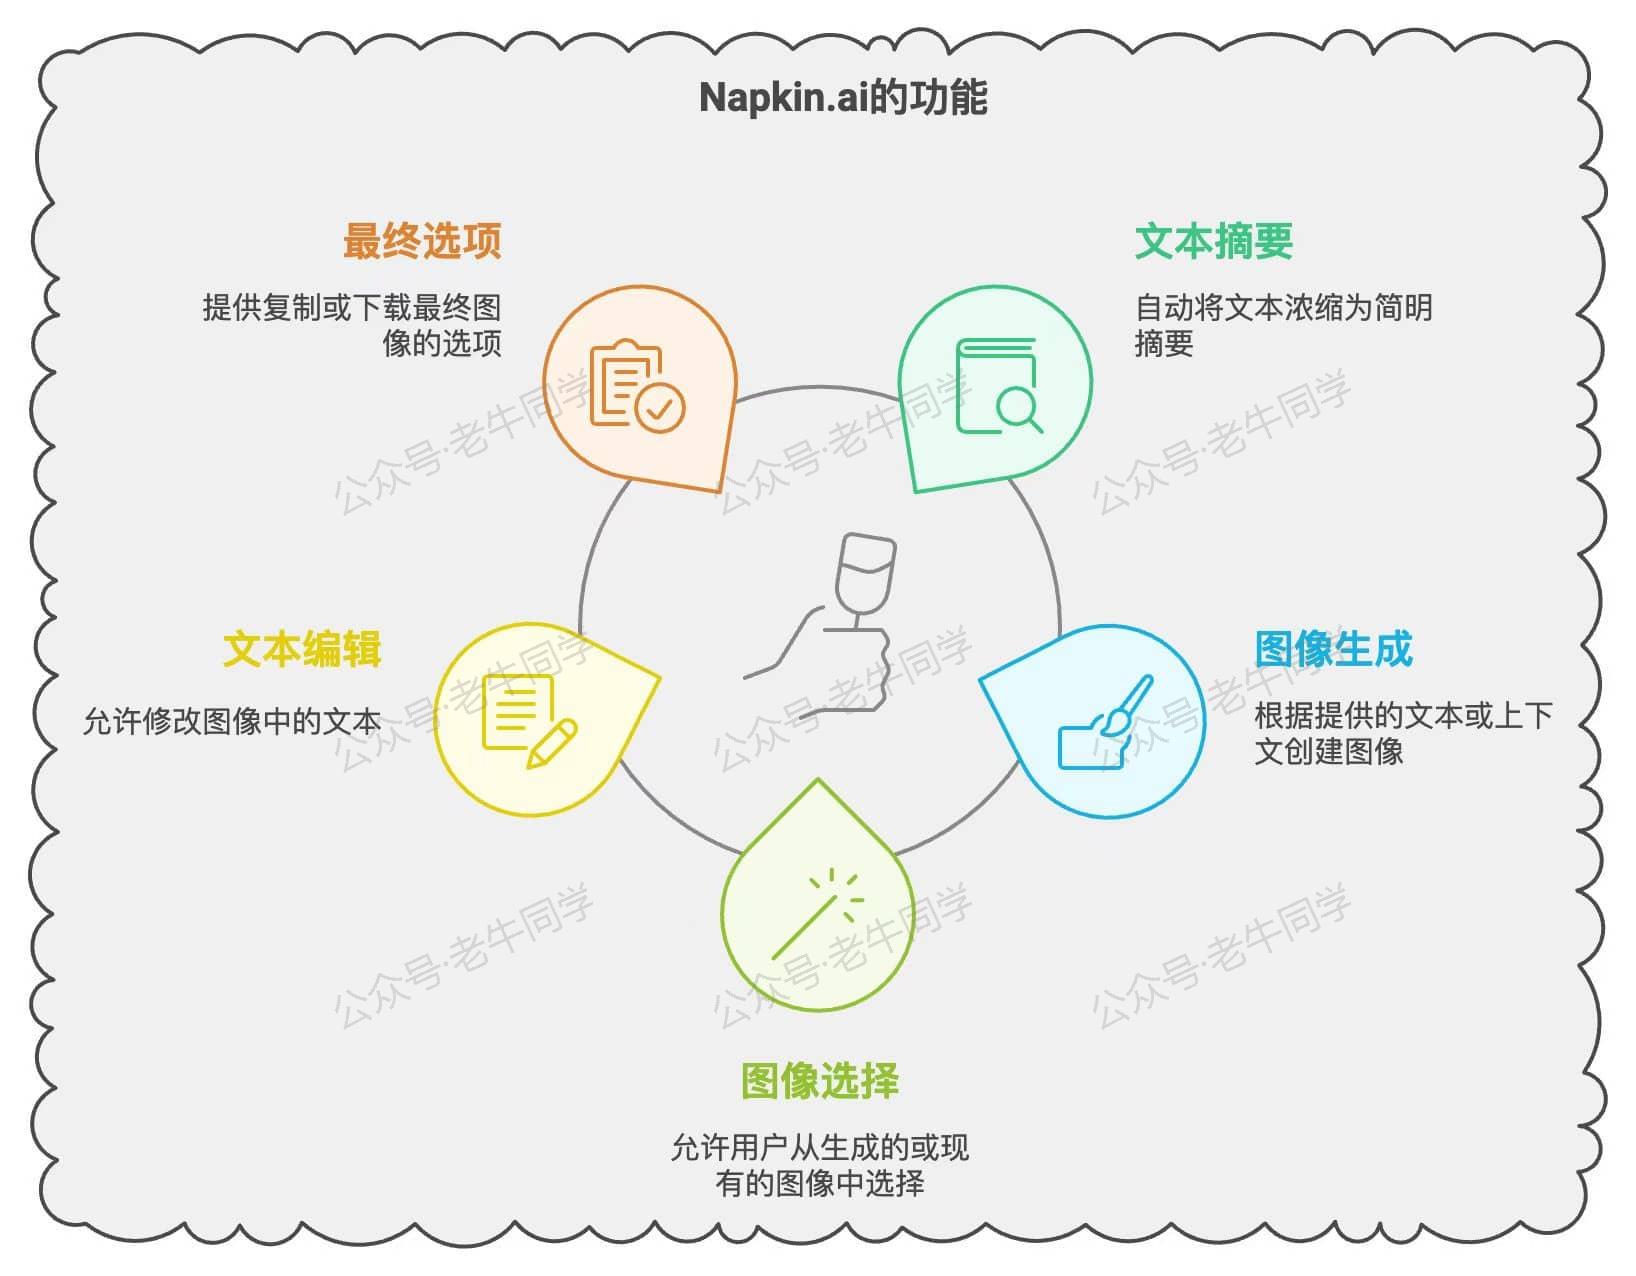 Napkin.ai的功能
最终选项
提供复制或下载最终图
像的选项
文本摘要
自动将文本浓缩为简明
摘要
文本编辑
允许修改图像中的文本
图像生成
根据提供的文本或上下
文创建图像
图像选择
允许用户从生成的或现
有的图像中选择
公众号·老牛同学
公众号·老牛同学
公众号·老牛同学
公众号·老牛同学
公众号·老牛同学
公众号·老牛同学
公众号·老牛同学
公众号·老牛同学
公众号·老牛同学